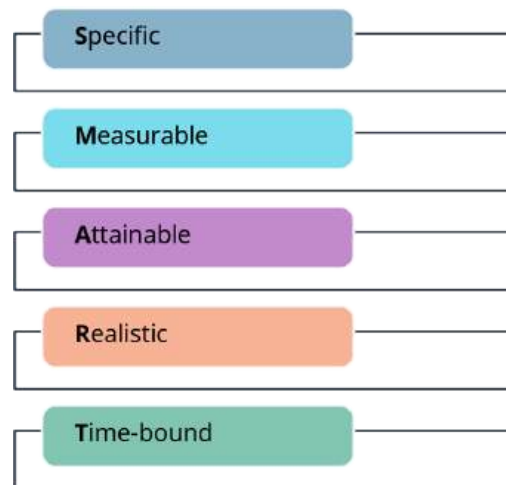 Specific
Measurable
Attainable
Realistic
Time-bound